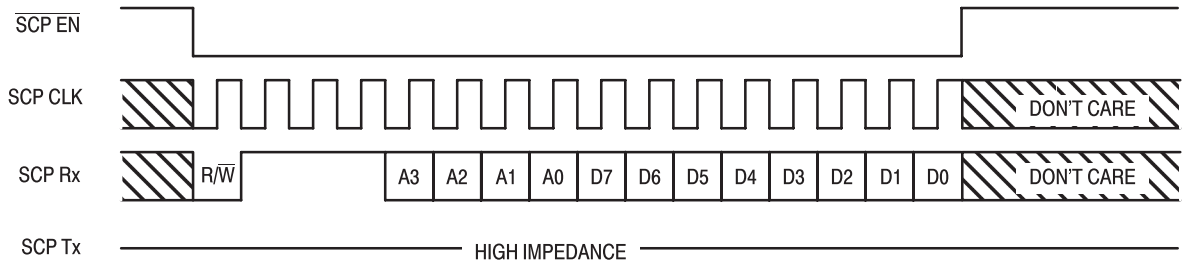 SCP EN
SCP CLK
DON'T CARE
SCP Rx
R/W
A3
A2
A1
A0
D7
D6
D5
D4
D3
D2
D1
D0
DON'T CARE
SCP Tx
HIGH IMPEDANCE